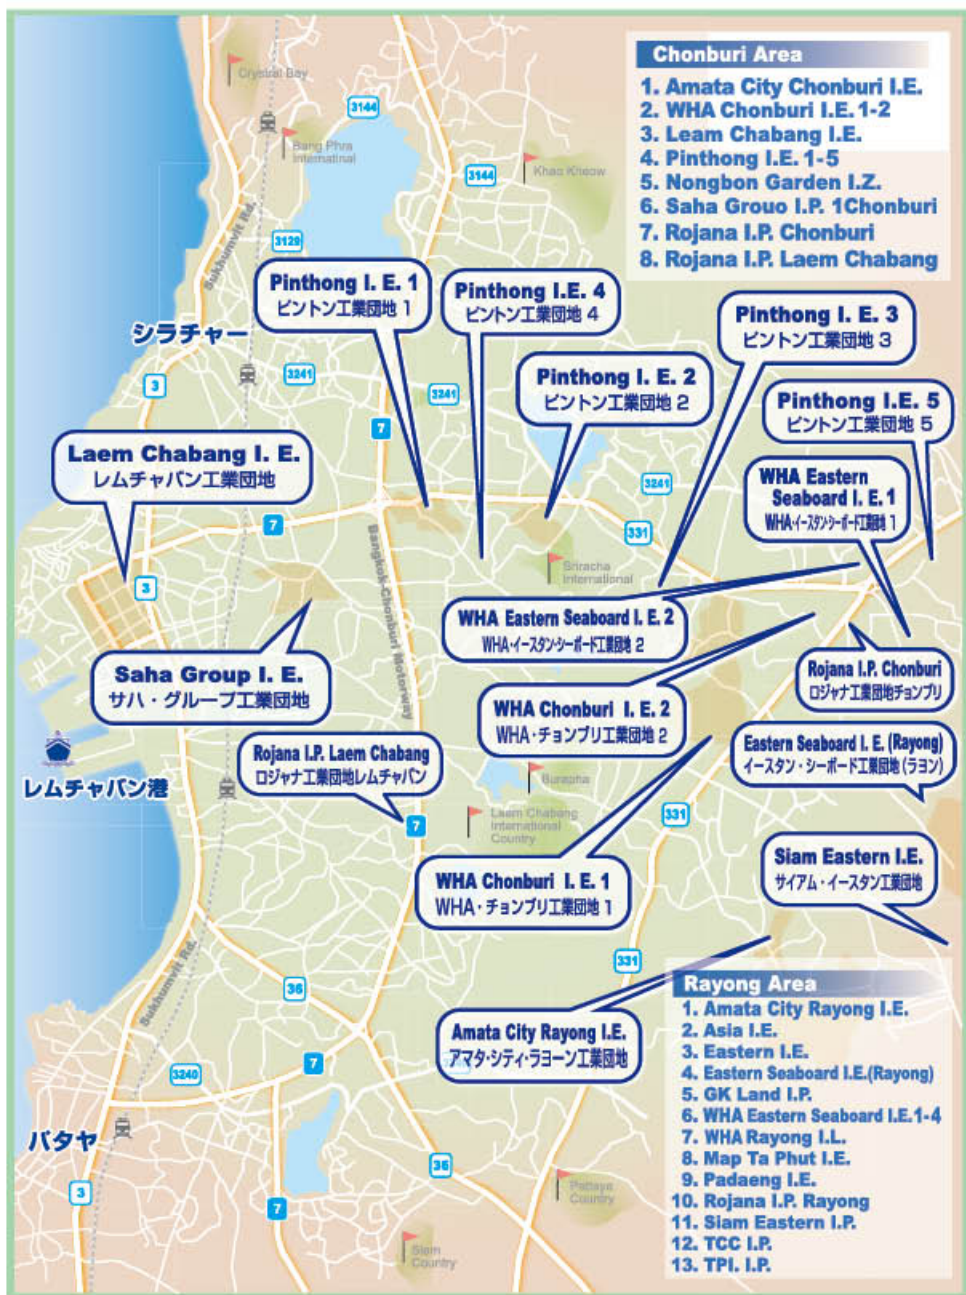 Chonburi Area
1. Amata City Chonburi I.E.
2. WHA Chonburi I.E. 1-2
3. Leam Chabang I.E.
4. Pinthong I.E. 1-5
5. Nongbon Garden I.Z.
6. Saha Grouo I.P. 1Chonburi
7. Rojana I.P. Chonburi
8. Rojana I.P. Laem Chabang
Crystal Bay
3144
Bang Phra
Internatinal
3144
Khao Kheow
Sukhumvit Rd.
3129
Pinthong I. E. 1
ピントン工業団地 1
Pinthong I.E. 4
ピントン工業団地 4
Pinthong I. E. 3
ピントン工業団地 3
シラチャー
3
3241
3241
Pinthong I. E. 2
ピントン工業団地 2
Pinthong I.E. 5
ピントン工業団地 5
7
Laem Chabang I. E.
レムチャバン工業団地
WHA Eastern
Seaboard I. E. 1
WHA・イースタン・シーボード工業団地 1
3241
7
331
Bangkok-Chonburi Motorway
Sriracha
International
3
WHA Eastern Seaboard I. E. 2
WHA・イースタン・シーボード工業団地 2
Saha Group I. E.
サハ・グループ工業団地
Rojana I.P. Chonburi
ロジャナ工業団地チョンブリ
WHA Chonburi I. E. 2
WHA・チョンブリ工業団地 2
Rojana I.P. Laem Chabang
ロジャナ工業団地レムチャバン
Eastern Seaboard I. E. (Rayong)
イースタン・シーボード工業団地(ラヨン)
レムチャバン港
Burapha
7
Laem Chabang
International
Country
331
WHA Chonburi I. E. 1
WHA・チョンブリ工業団地 1
Siam Eastern I.E.
サイアム・イースタン工業団地
Sukhumvit Rd.
331
36
Amata City Rayong I.E.
アマタ・シティ・ラヨーン工業団地
7
3240
パタヤ
36
3
7
Pattaya
Country
Siam
Country
Rayong Area
1. Amata City Rayong I.E.
2. Asia I.E.
3. Eastern I.E.
4. Eastern Seaboard I.E.(Rayong)
5. GK Land I.P.
6. WHA Eastern Seaboard I.E.1-4
7. WHA Rayong I.L.
8. Map Ta Phut I.E.
9. Padaeng I.E.
10. Rojana I.P. Rayong
11. Siam Eastern I.P.
12. TCC I.P.
13. TPI. I.P.